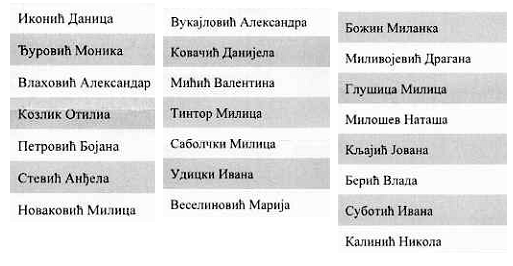 Иконић Даница
Ђуровић Моника
Влаховић Александар
Козлик Отилиа
Петровић Бојана
Стевић Анђела
Новаковић Милица
Вукајловић Александра
Ковачић Данијела
Мићић Валентина
Тинтор Милица
Саболчки Милица
Удицки Ивана
Веселиновић Марија
Божин Миланка
Миливојевић Драгана
Глушица Милица
Милошев Наташа
Кљајић Јована
Берић Влада
Суботић Ивана
Калинић Никола